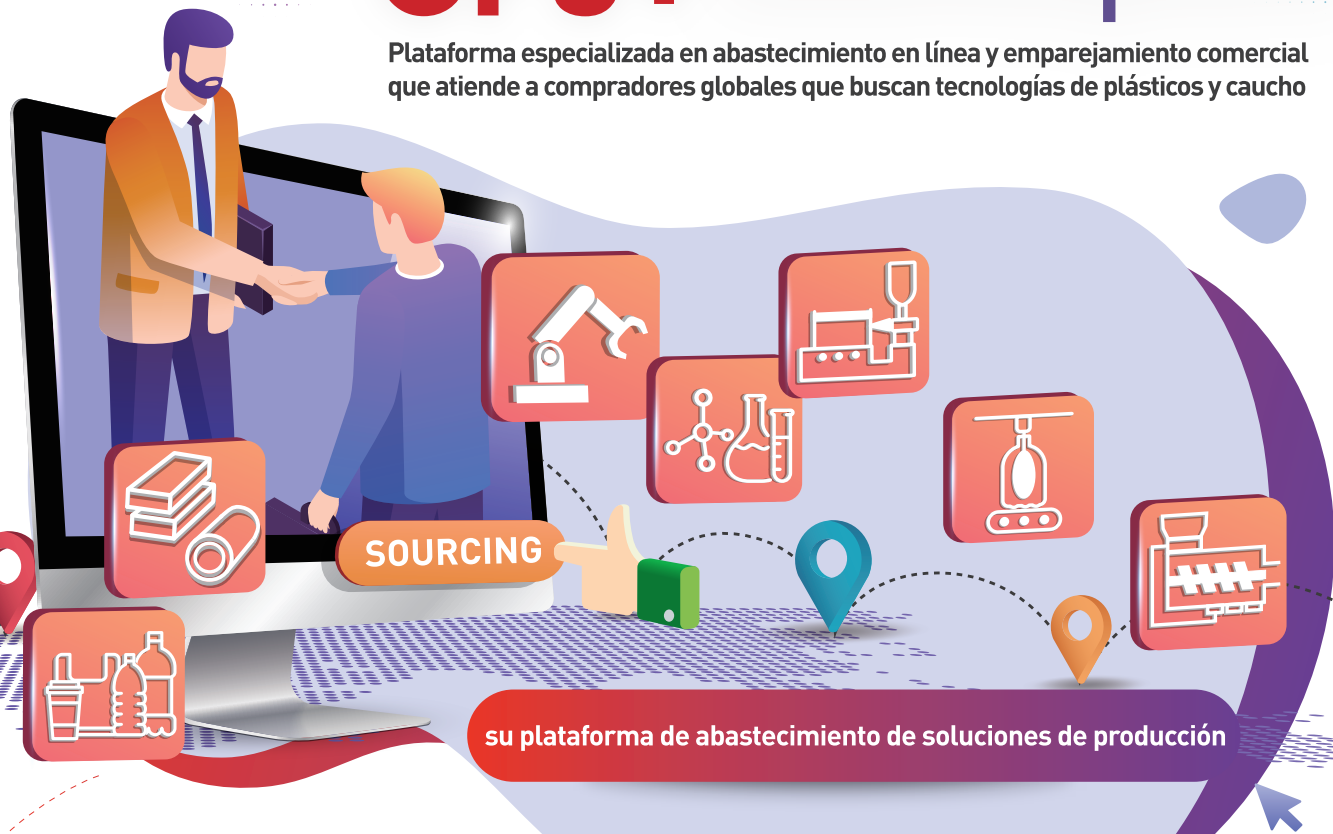 Plataforma especializada en abastecimiento en línea y emparejamiento comercial
que atiende a compradores globales que buscan tecnologías de plásticos y caucho
SOURCING
su plataforma de abastecimiento de soluciones de producción